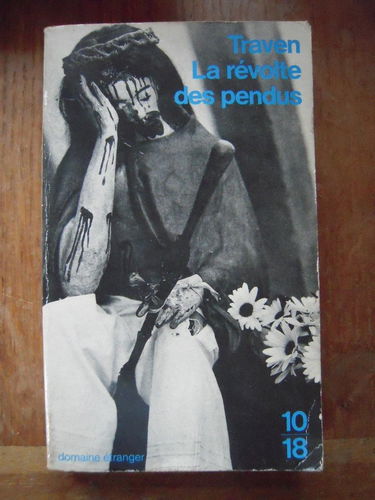 Traven
La révolte
des pendus
10
18
domaine étranger